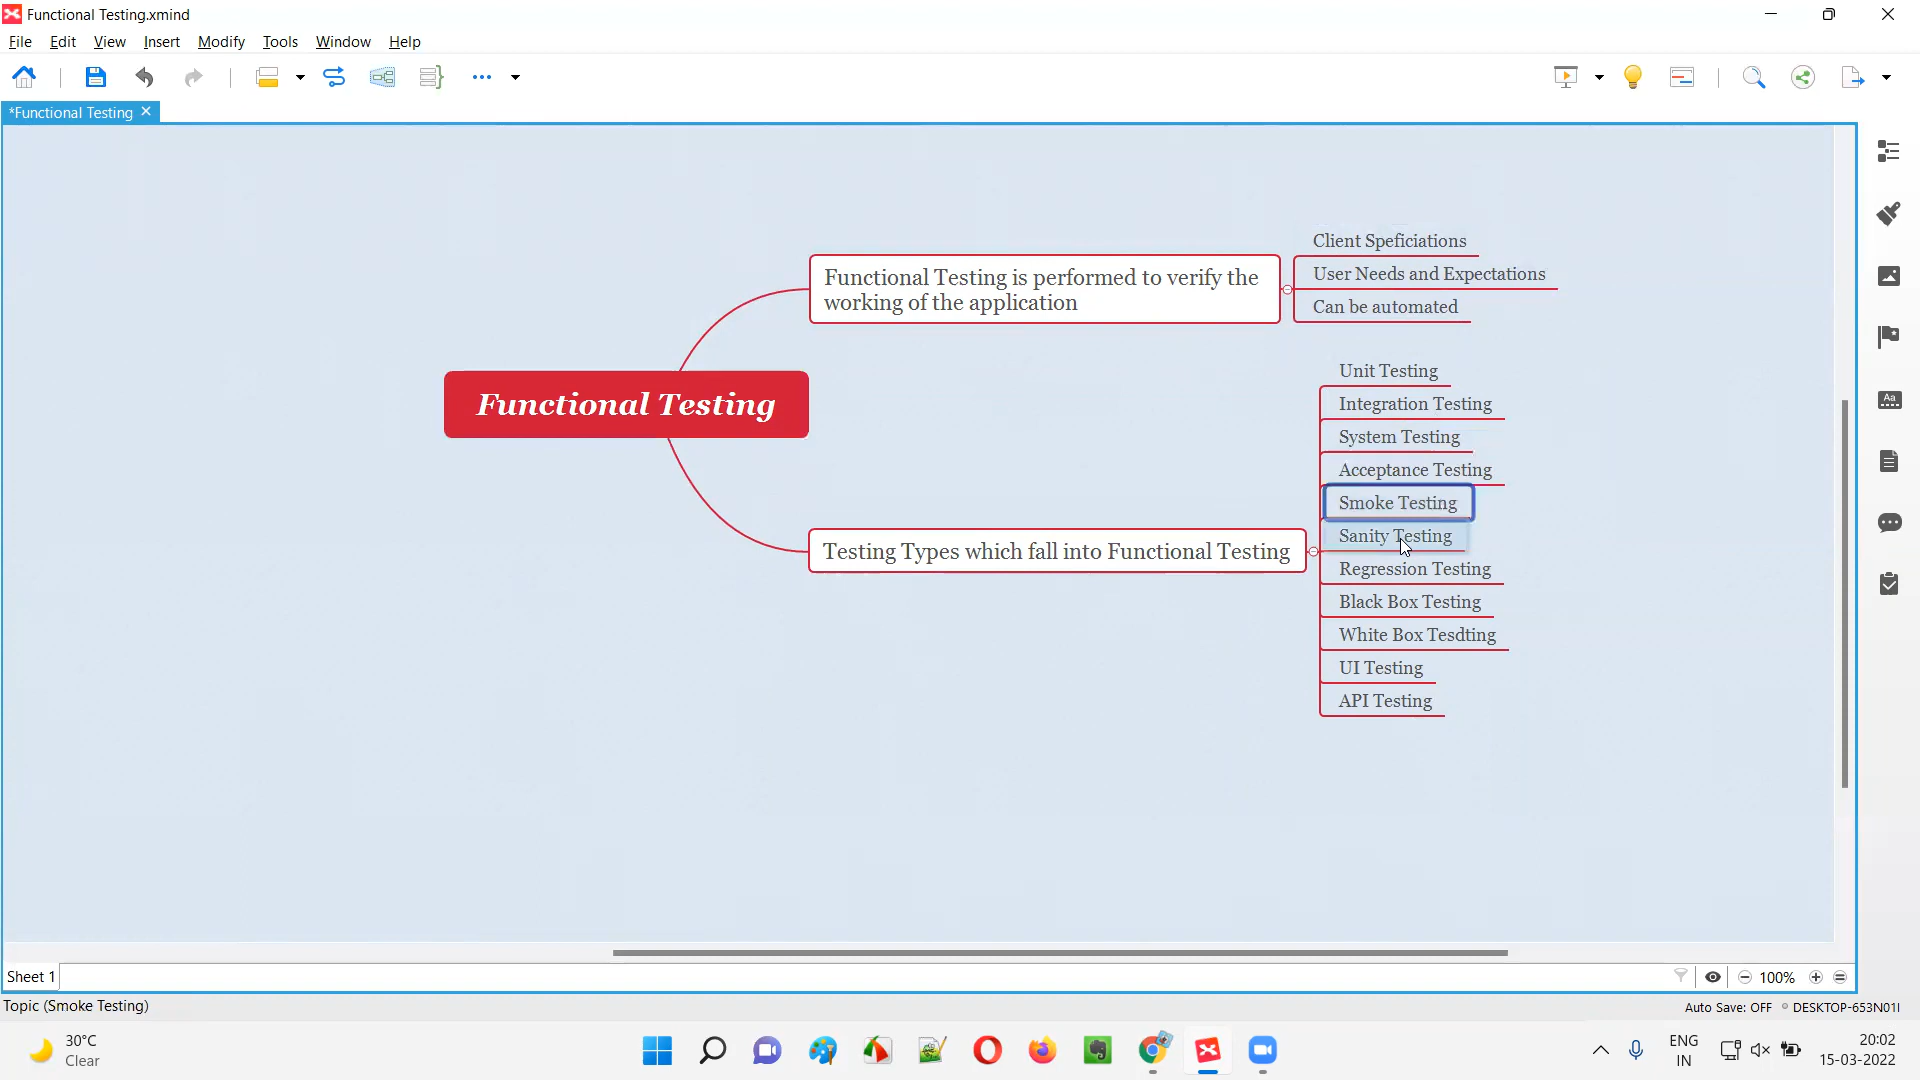 Functional Testing.xmind
File Edit View Insert Modify Tools Window Help
*Functional Testing
Functional Testing
Functional Testing is performed to verify the
working of the application
Client Speficiations
User Needs and Expectations
Can be automated
Testing Types which fall into Functional Testing
Unit Testing
Integration Testing
System Testing
Acceptance Testing
Smoke Testing
Sanity Testing
Regression Testing
Black Box Testing
White Box Tesdting
UI Testing
API Testing
Aa
Sheet 1
100%
Topic (Smoke Testing)
Auto Save: OFF
DESKTOP-653N01I
30°C
Clear
ENG
IN
20:02
15-03-2022